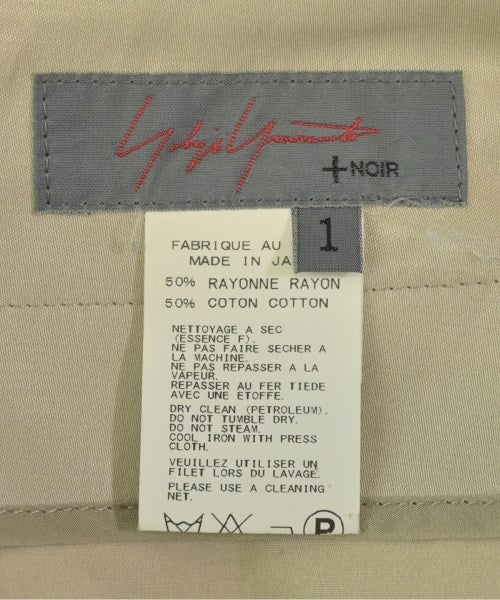 Yohji Yamamoto
+NOIR
1
FABRIQUE AU
MADE IN JA
50% RAYONNE RAYON
50% COTON COTTON
NETTOYAGE A SEC
(ESSENCE F).
NE PAS FAIRE SECHER A
LA MACHINE.
NE PAS REPASSER A LA
VAPEUR.
REPASSER AU FER TIEDE
AVEC UNE ETOFFE.
DRY CLEAN (PETROLEUM).
DO NOT TUMBLE DRY.
DO NOT STEAM.
COOL IRON WITH PRESS
CLOTH.
VEUILLEZ UTILISER UN
FILET LORS DU LAVAGE.
PLEASE USE A CLEANING
NET.
P